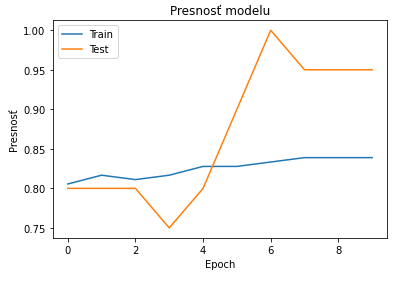 Presnosť modelu
Train
Test
Presnosť
1.00
0.95
0.90
0.85
0.80
0.75
0 2 4 6 8
Epoch